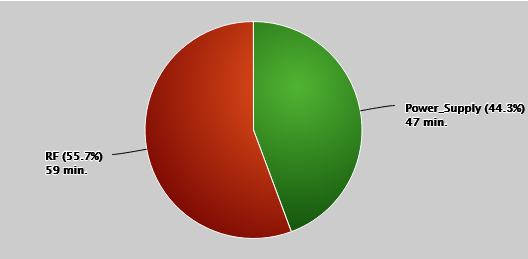 Power_Supply (44.3%)
47 min.
RF (55.7%)
59 min.